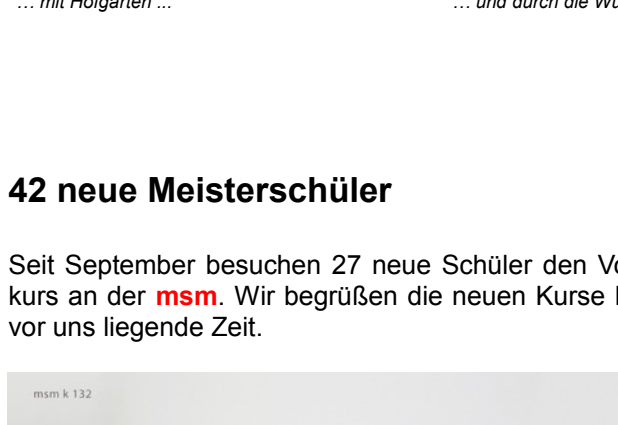 … mit Hofgarten ...
… und durch die
42 neue Meisterschüler
Seit September besuchen 27 neue Schüler den
kurs an der msm. Wir begrüßen die neuen Kurse
vor uns liegende Zeit.
msm k 132